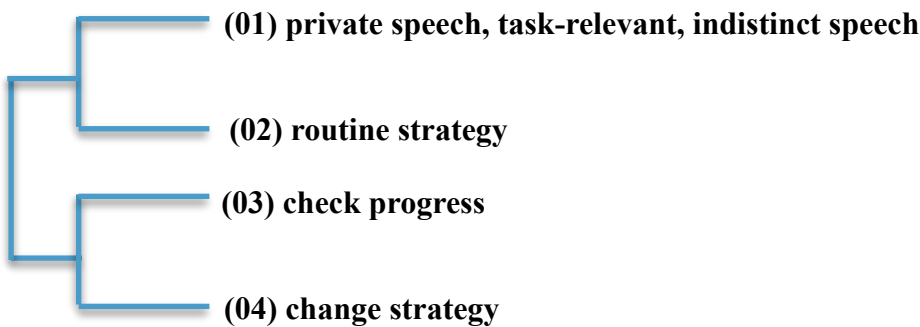 (01) private speech, task-relevant, indistinct speech
(02) routine strategy
(03) check progress
(04) change strategy